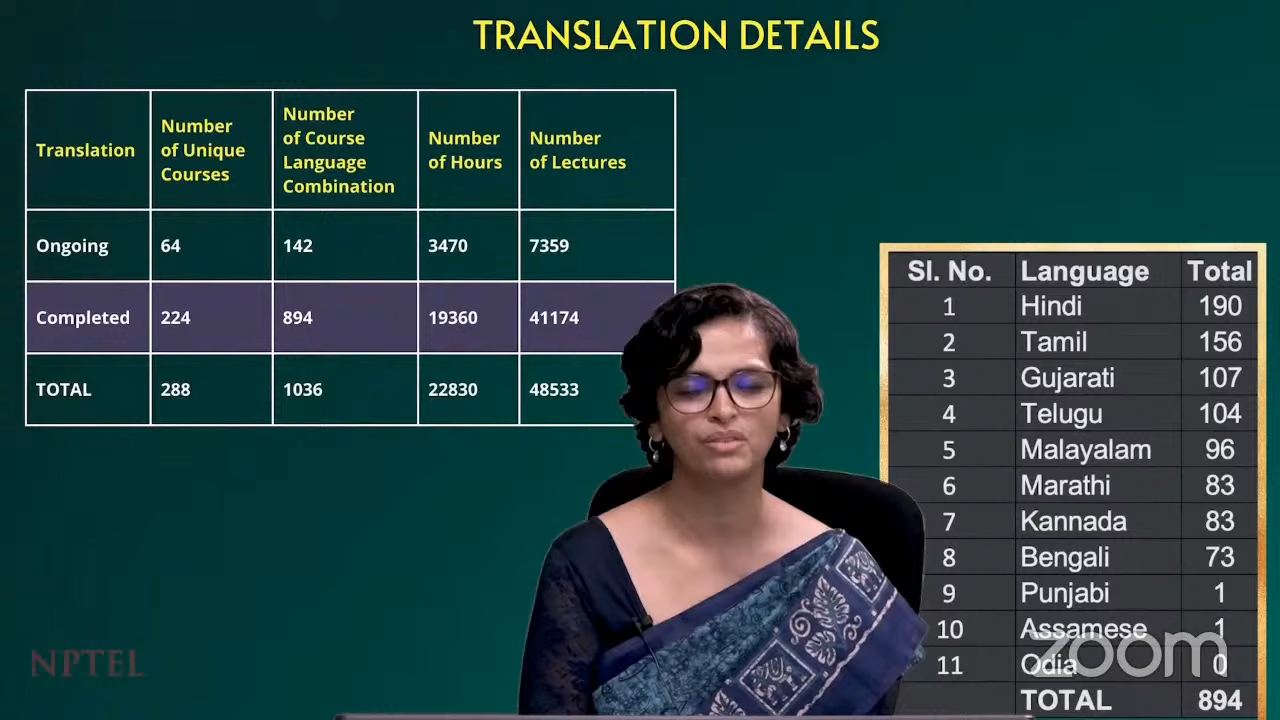 TRANSLATION DETAILS
Translation
Number of Unique Courses
Number of Course Language Combination
Number of Hours
Number of Lectures
Ongoing 64 142 3470 7359
Completed 224 894 19360 41174
TOTAL 288 1036 22830 48533
Sl. No. Language Total
1 Hindi 190
2 Tamil 156
3 Gujarati 107
4 Telugu 104
5 Malayalam 96
6 Marathi 83
7 Kannada 83
8 Bengali 73
9 Punjabi 1
10 Assamese 1
11 Odia 0
TOTAL 894
NPTEL
zoom